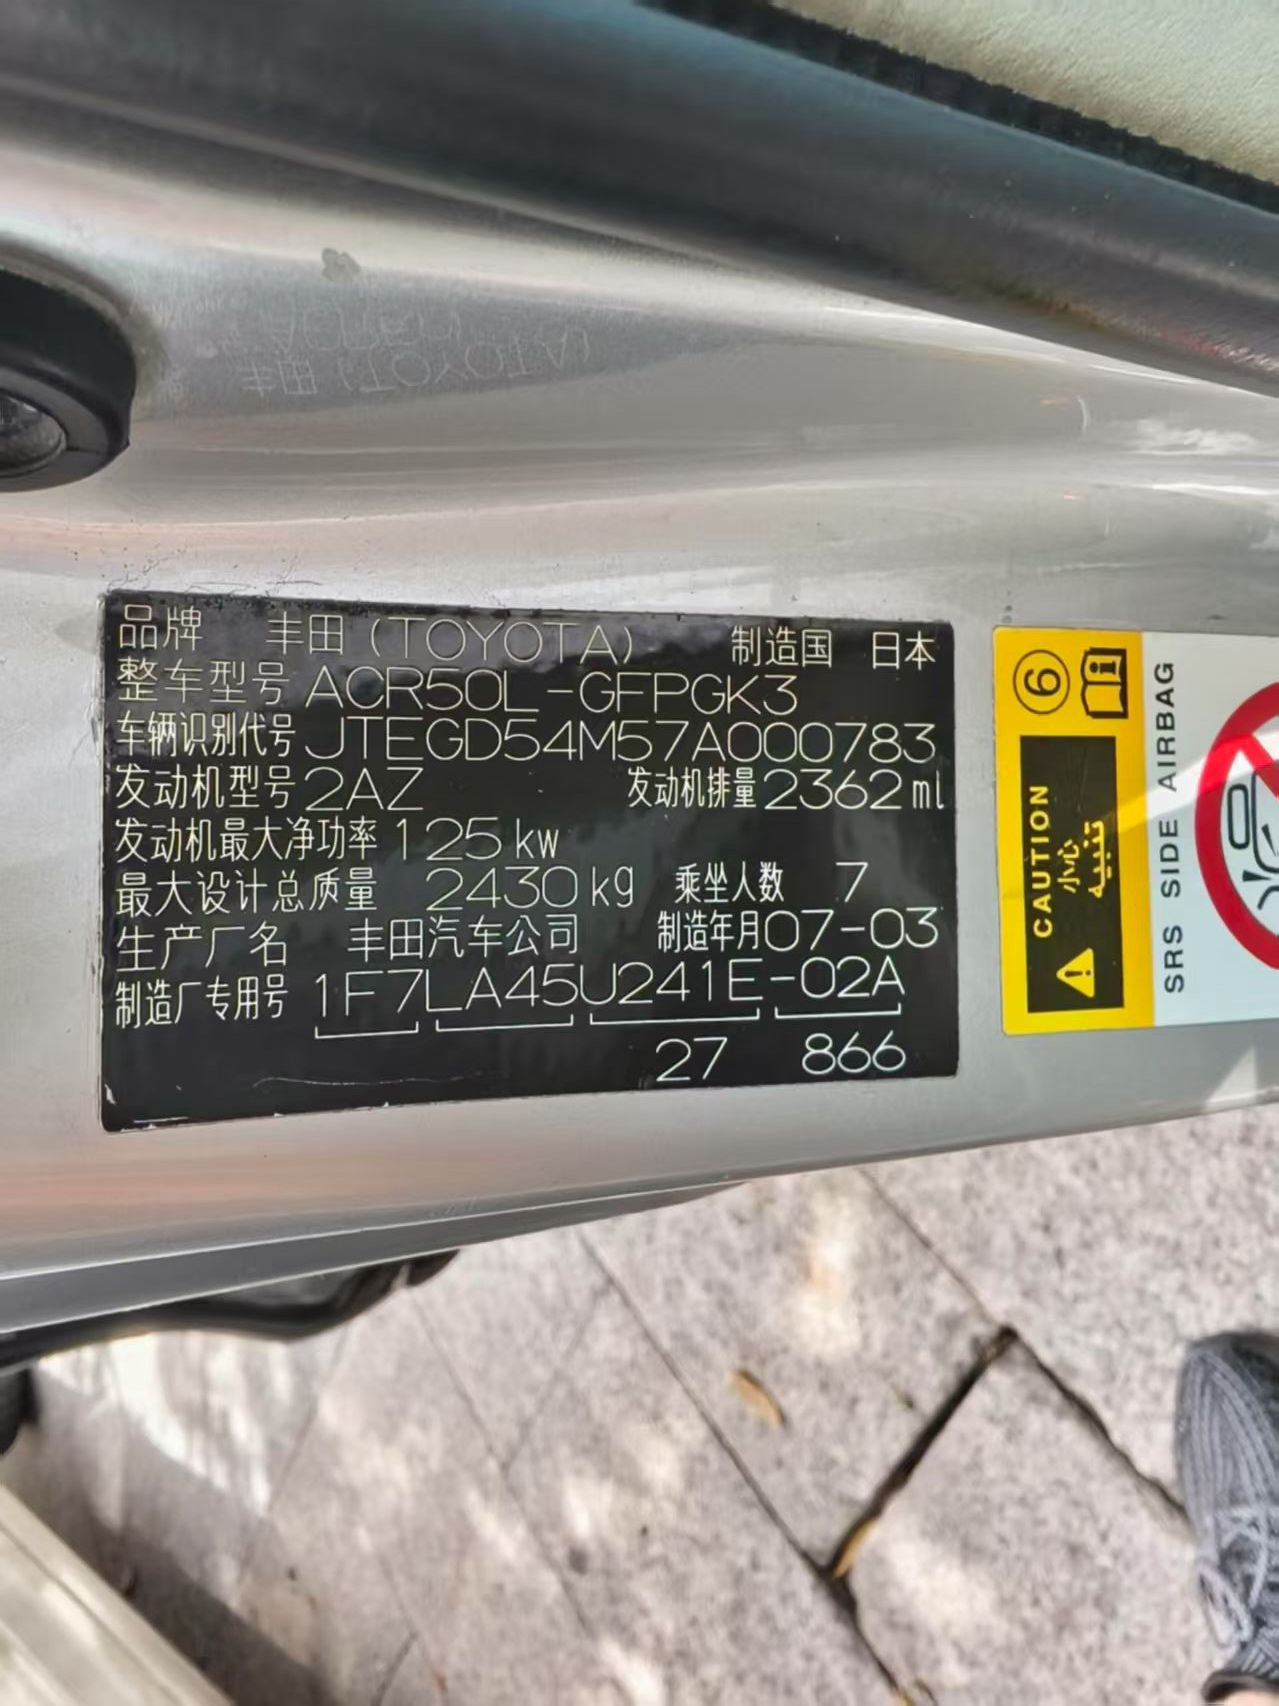 品牌 丰田 (TOYOTA) 制造国 日本
整车型号 ACR50L-GFPGK3
车辆识别代号 JTEGD54M57A000783
发动机型号 2AZ 发动机排量 2362 ml
发动机最大净功率 125 kw
最大设计总质量 2430 kg 乘坐人数 7
生产厂名 丰田汽车公司 制造年月 07-03
制造厂专用号 1F7LA45U241E-02A
27 866
6
CAUTION
小心
تنبيه
SRS SIDE AIRBAG